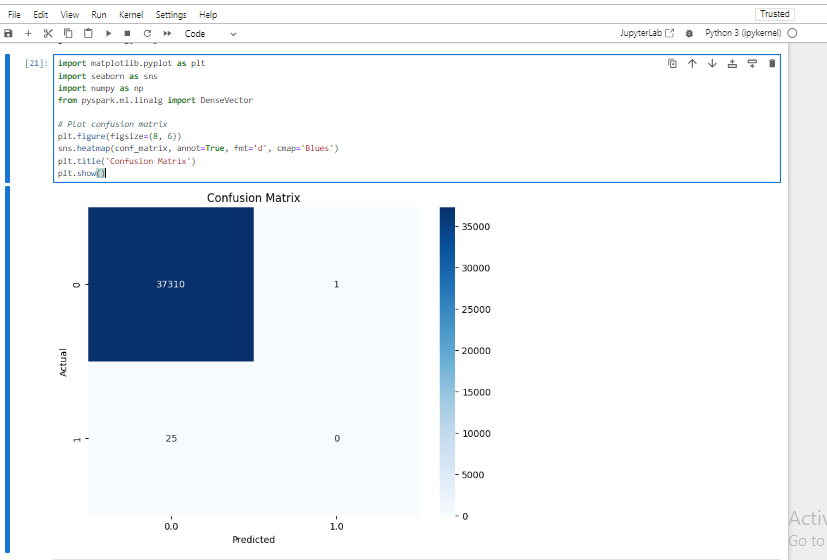 File Edit View Run Kernel Settings Help Trusted
Code JupyterLab Python 3 (ipykernel)
[21]: import matplotlib.pyplot as plt
import seaborn as sns
import numpy as np
from pyspark.ml.linalg import DenseVector
# Plot confusion matrix
plt.figure(figsize=(8, 6))
sns.heatmap(conf_matrix, annot=True, fmt='d', cmap='Blues')
plt.title('Confusion Matrix')
plt.show()
Confusion Matrix
35000
30000
0 37310 1
25000
20000
Actual
15000
10000
1 25 0
5000
0
0.0 1.0
Predicted
Activ
Go to